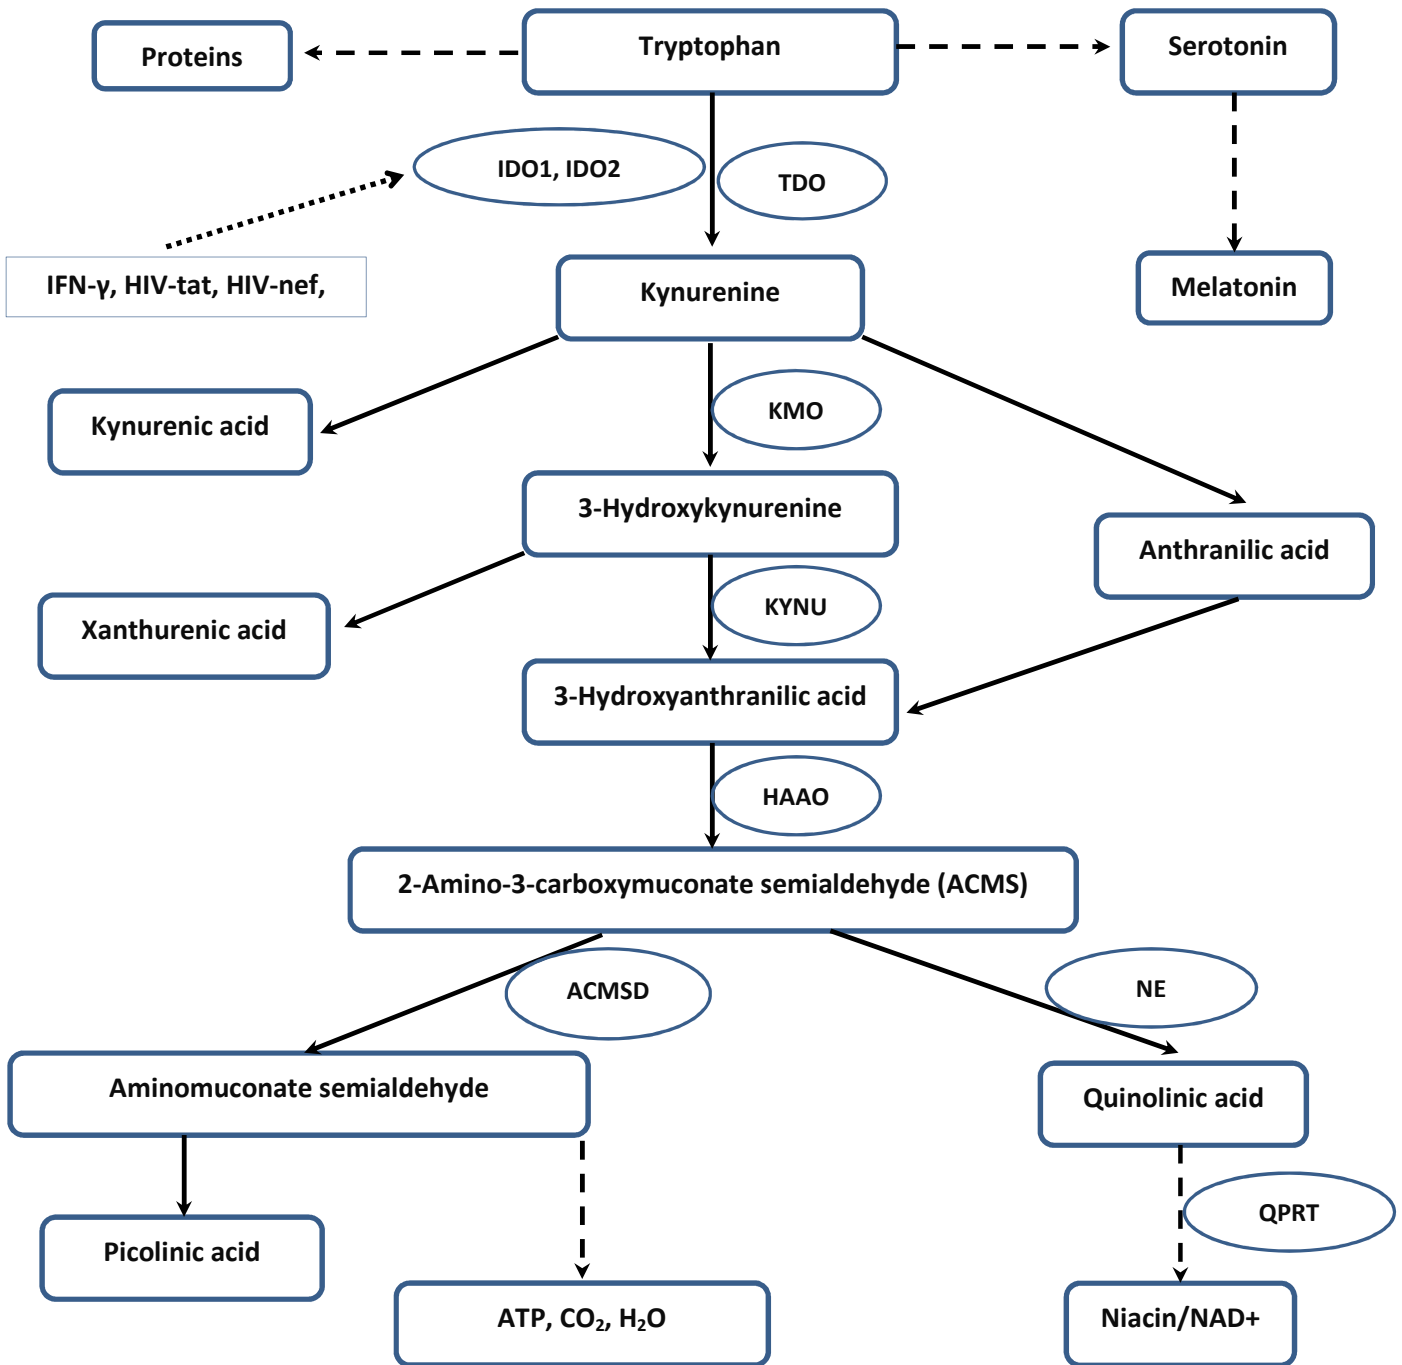 Proteins
Tryptophan
Serotonin
IDO1, IDO2
TDO
IFN-γ, HIV-tat, HIV-nef,
Kynurenine
Melatonin
Kynurenic acid
KMO
3-Hydroxykynurenine
Anthranilic acid
Xanthurenic acid
KYNU
3-Hydroxyanthranilic acid
HAAO
2-Amino-3-carboxymuconate semialdehyde (ACMS)
ACMSD
NE
Aminomuconate semialdehyde
Quinolinic acid
QPRT
Picolinic acid
ATP, CO₂, H₂O
Niacin/NAD+